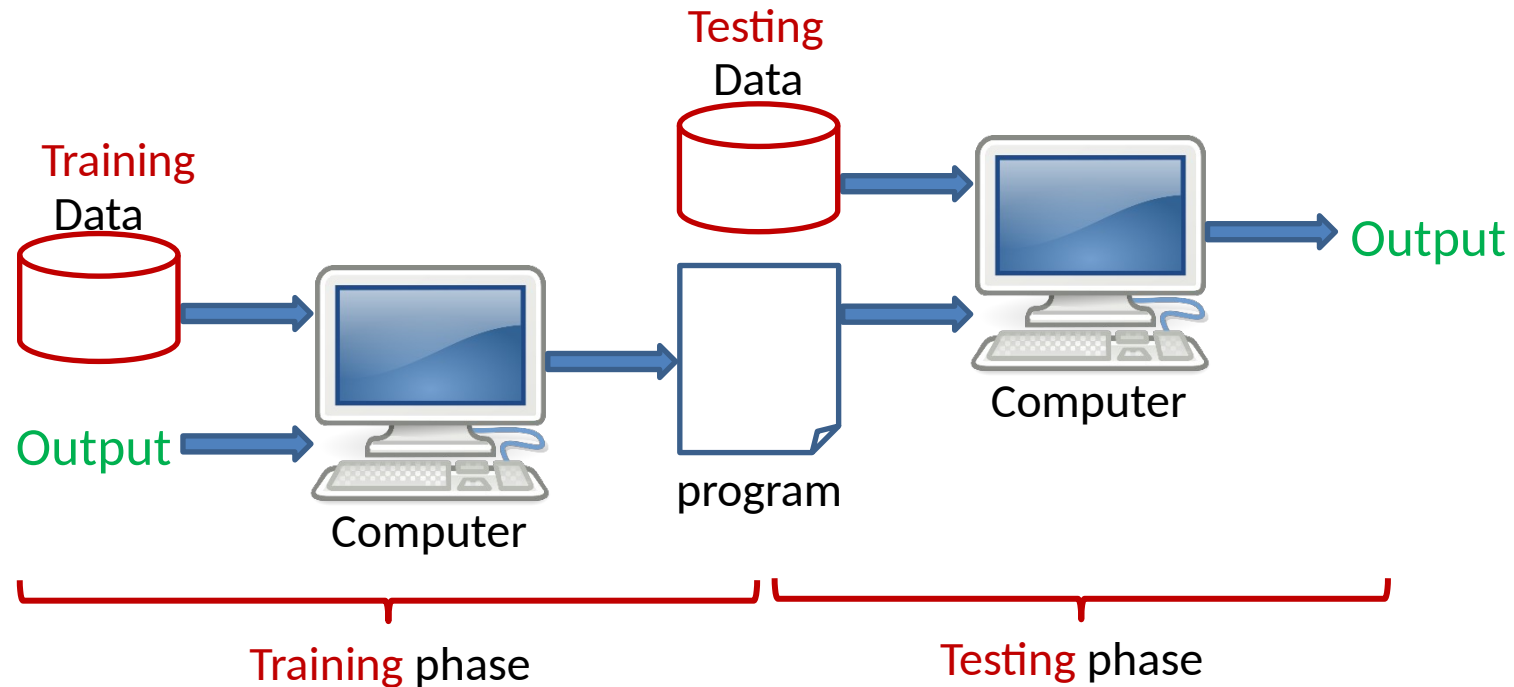 Testing
Data
Training
Data
Output
Output
Computer
program
Computer
Training phase
Testing phase